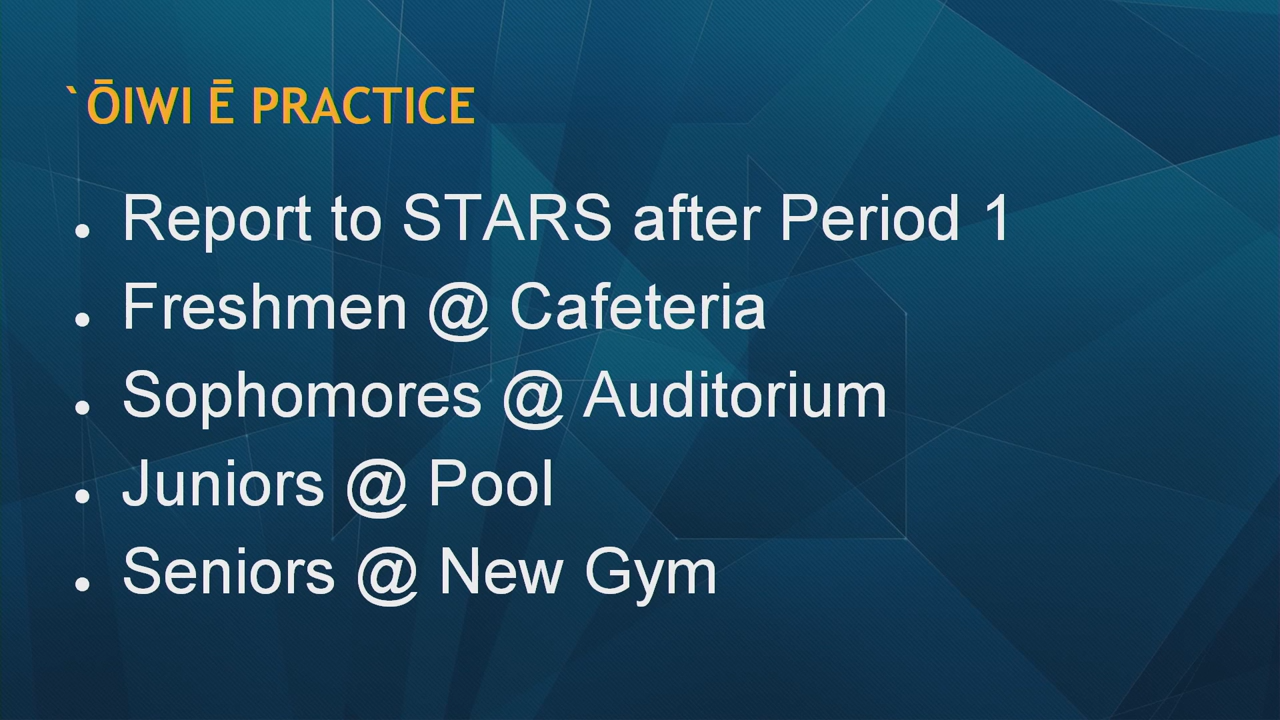 `ŌIWI Ē PRACTICE
• Report to STARS after Period 1
• Freshmen @ Cafeteria
• Sophomores @ Auditorium
• Juniors @ Pool
• Seniors @ New Gym